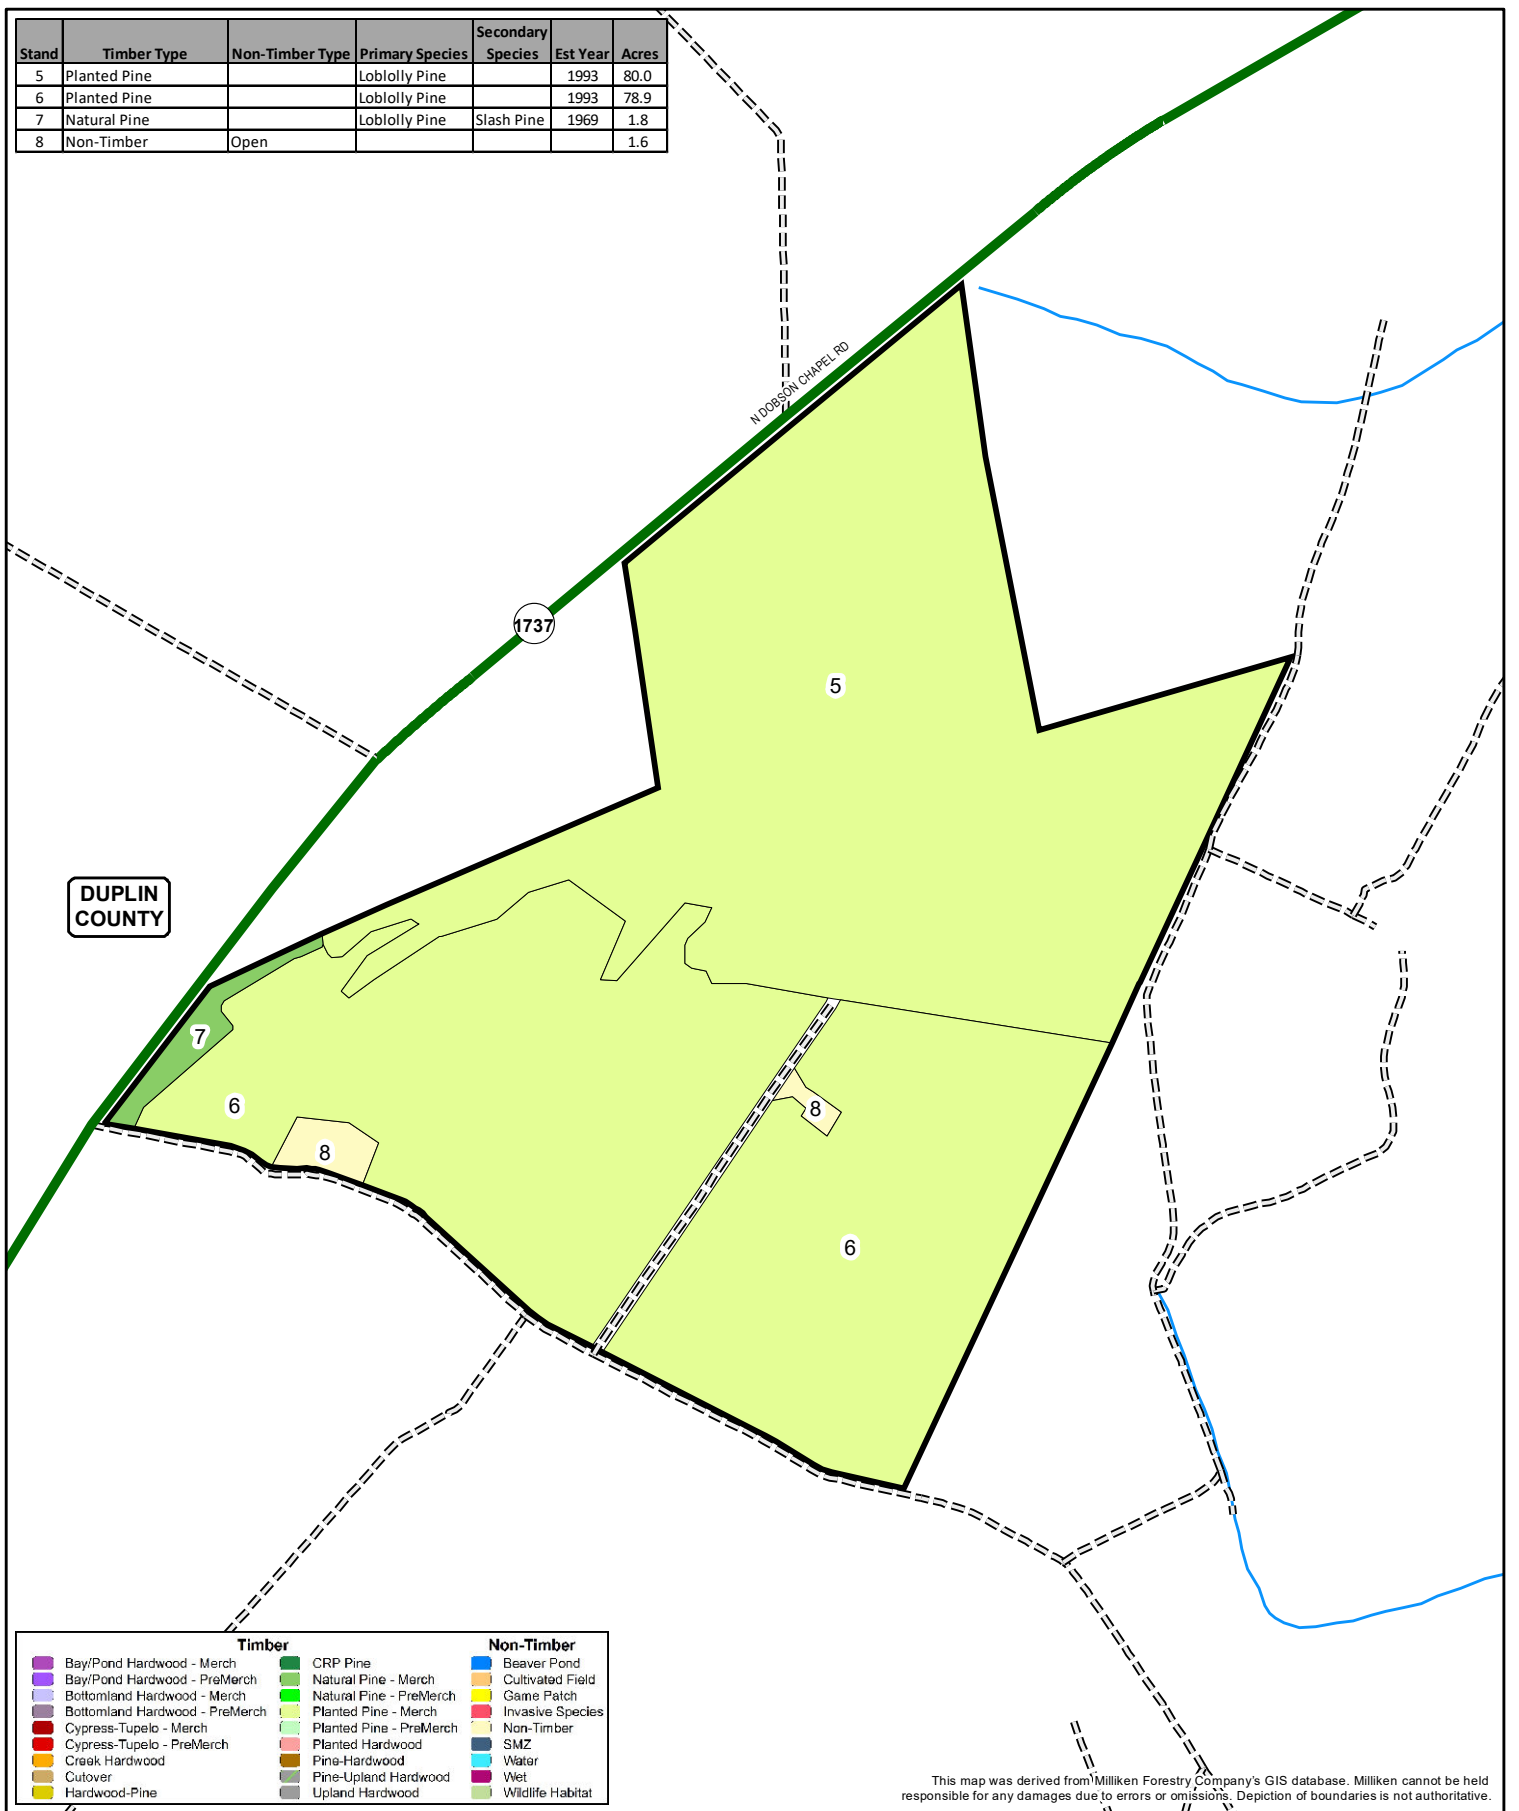 Stand Timber Type Non-Timber Type Primary Species Secondary Species Est Year Acres
5 Planted Pine Loblolly Pine 1993 80.0
6 Planted Pine Loblolly Pine 1993 78.9
7 Natural Pine Loblolly Pine Slash Pine 1969 1.8
8 Non-Timber Open 1.6
N DOBSON CHAPEL RD
1737
5
DUPLIN
COUNTY
7
6
8
8
6
Timber Non-Timber
Bay/Pond Hardwood - Merch CRP Pine Beaver Pond
Bay/Pond Hardwood - PreMerch Natural Pine - Merch Cultivated Field
Bottomland Hardwood - Merch Natural Pine - PreMerch Game Patch
Bottomland Hardwood - PreMerch Planted Pine - Merch Invasive Species
Cypress-Tupelo - Merch Planted Pine - PreMerch Non-Timber
Cypress-Tupelo - PreMerch Planted Hardwood SMZ
Creek Hardwood Pine-Hardwood Water
Cutover Pine-Upland Hardwood Wet
Hardwood-Pine Upland Hardwood Wildlife Habitat
This map was derived from Milliken Forestry Company's GIS database. Milliken cannot be held
responsible for any damages due to errors or omissions. Depiction of boundaries is not authoritative.